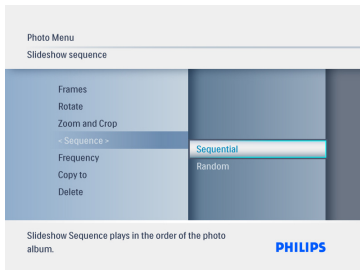 Photo Menu
Slideshow sequence
Frames
Rotate
Zoom and Crop
- Sequence -
Frequency
Copy to
Delete
Sequential
Random
Slideshow Sequence plays in the order of the photo
album.
PHILIPS